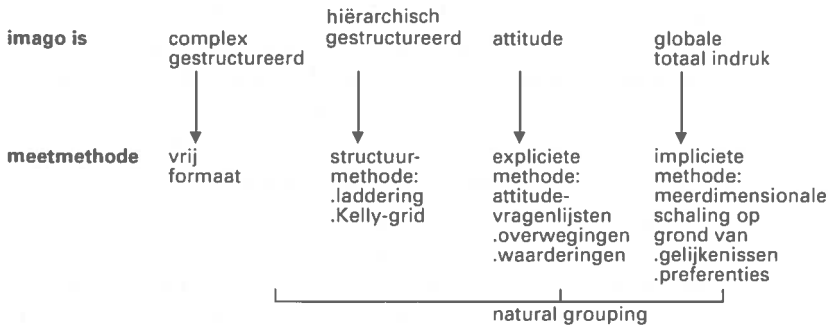 imago is
complex
gestructureerd
hiërarchisch
gestructureerd
attitude
globale
totaal indruk
meetmethode
vrij
formaat
structuur-
methode:
.laddering
.Kelly-grid
expliciete
methode:
attitude-
vragenlijsten
.overwegingen
.waarderingen
impliciete
methode:
meerdimensionale
schaling op
grond van
.gelijkenissen
.preferenties
natural grouping